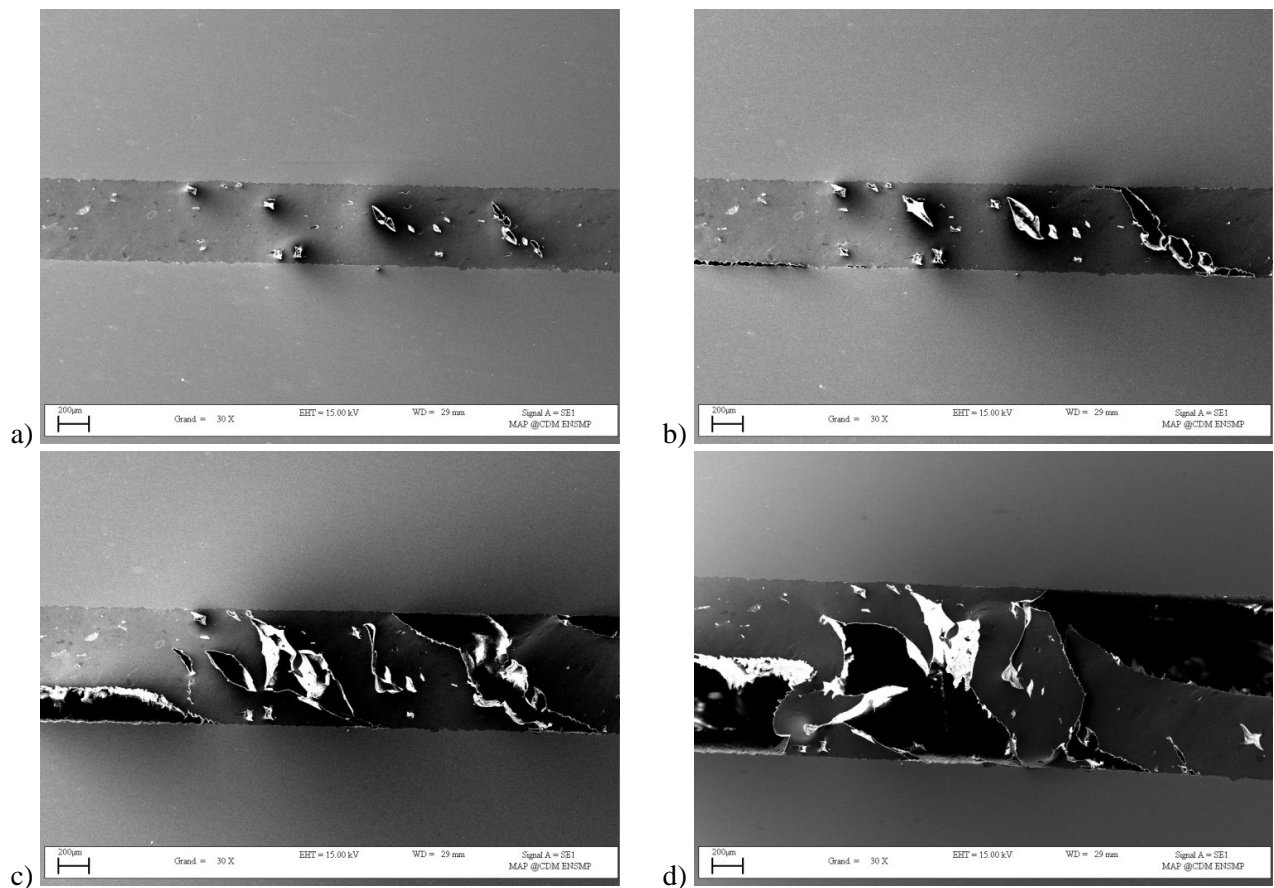 200µm
Grand. = 30 X
EHT = 15.00 kV
WD = 29 mm
Signal A = SE1
MAP @CDM ENSMP
a)
200µm
Grand. = 30 X
EHT = 15.00 kV
WD = 29 mm
Signal A = SE1
MAP @CDM ENSMP
b)
200µm
Grand. = 30 X
EHT = 15.00 kV
WD = 29 mm
Signal A = SE1
MAP @CDM ENSMP
c)
200µm
Grand. = 30 X
EHT = 15.00 kV
WD = 29 mm
Signal A = SE1
MAP @CDM ENSMP
d)